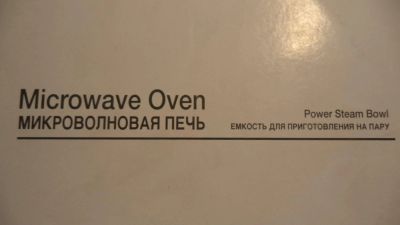 Microwave Oven
МИКРОВОЛНОВАЯ ПЕЧЬ
Power Steam Bowl
ЕМКОСТЬ ДЛЯ ПРИГОТОВЛЕНИЯ НА ПАРУ